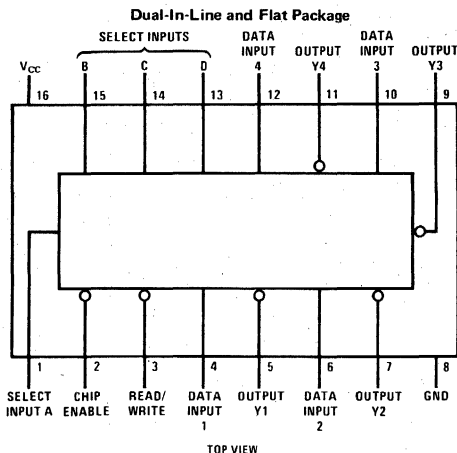 Dual-In-Line and Flat Package
SELECT INPUTS
DATA INPUT 4
OUTPUT Y4
DATA INPUT 3
OUTPUT Y3
VCC B C D
16 15 14 13 12 11 10 9
1 2 3 4 5 6 7 8
SELECT INPUT A
CHIP ENABLE
READ/WRITE
DATA INPUT 1
OUTPUT Y1
DATA INPUT 2
OUTPUT Y2
GND
TOP VIEW